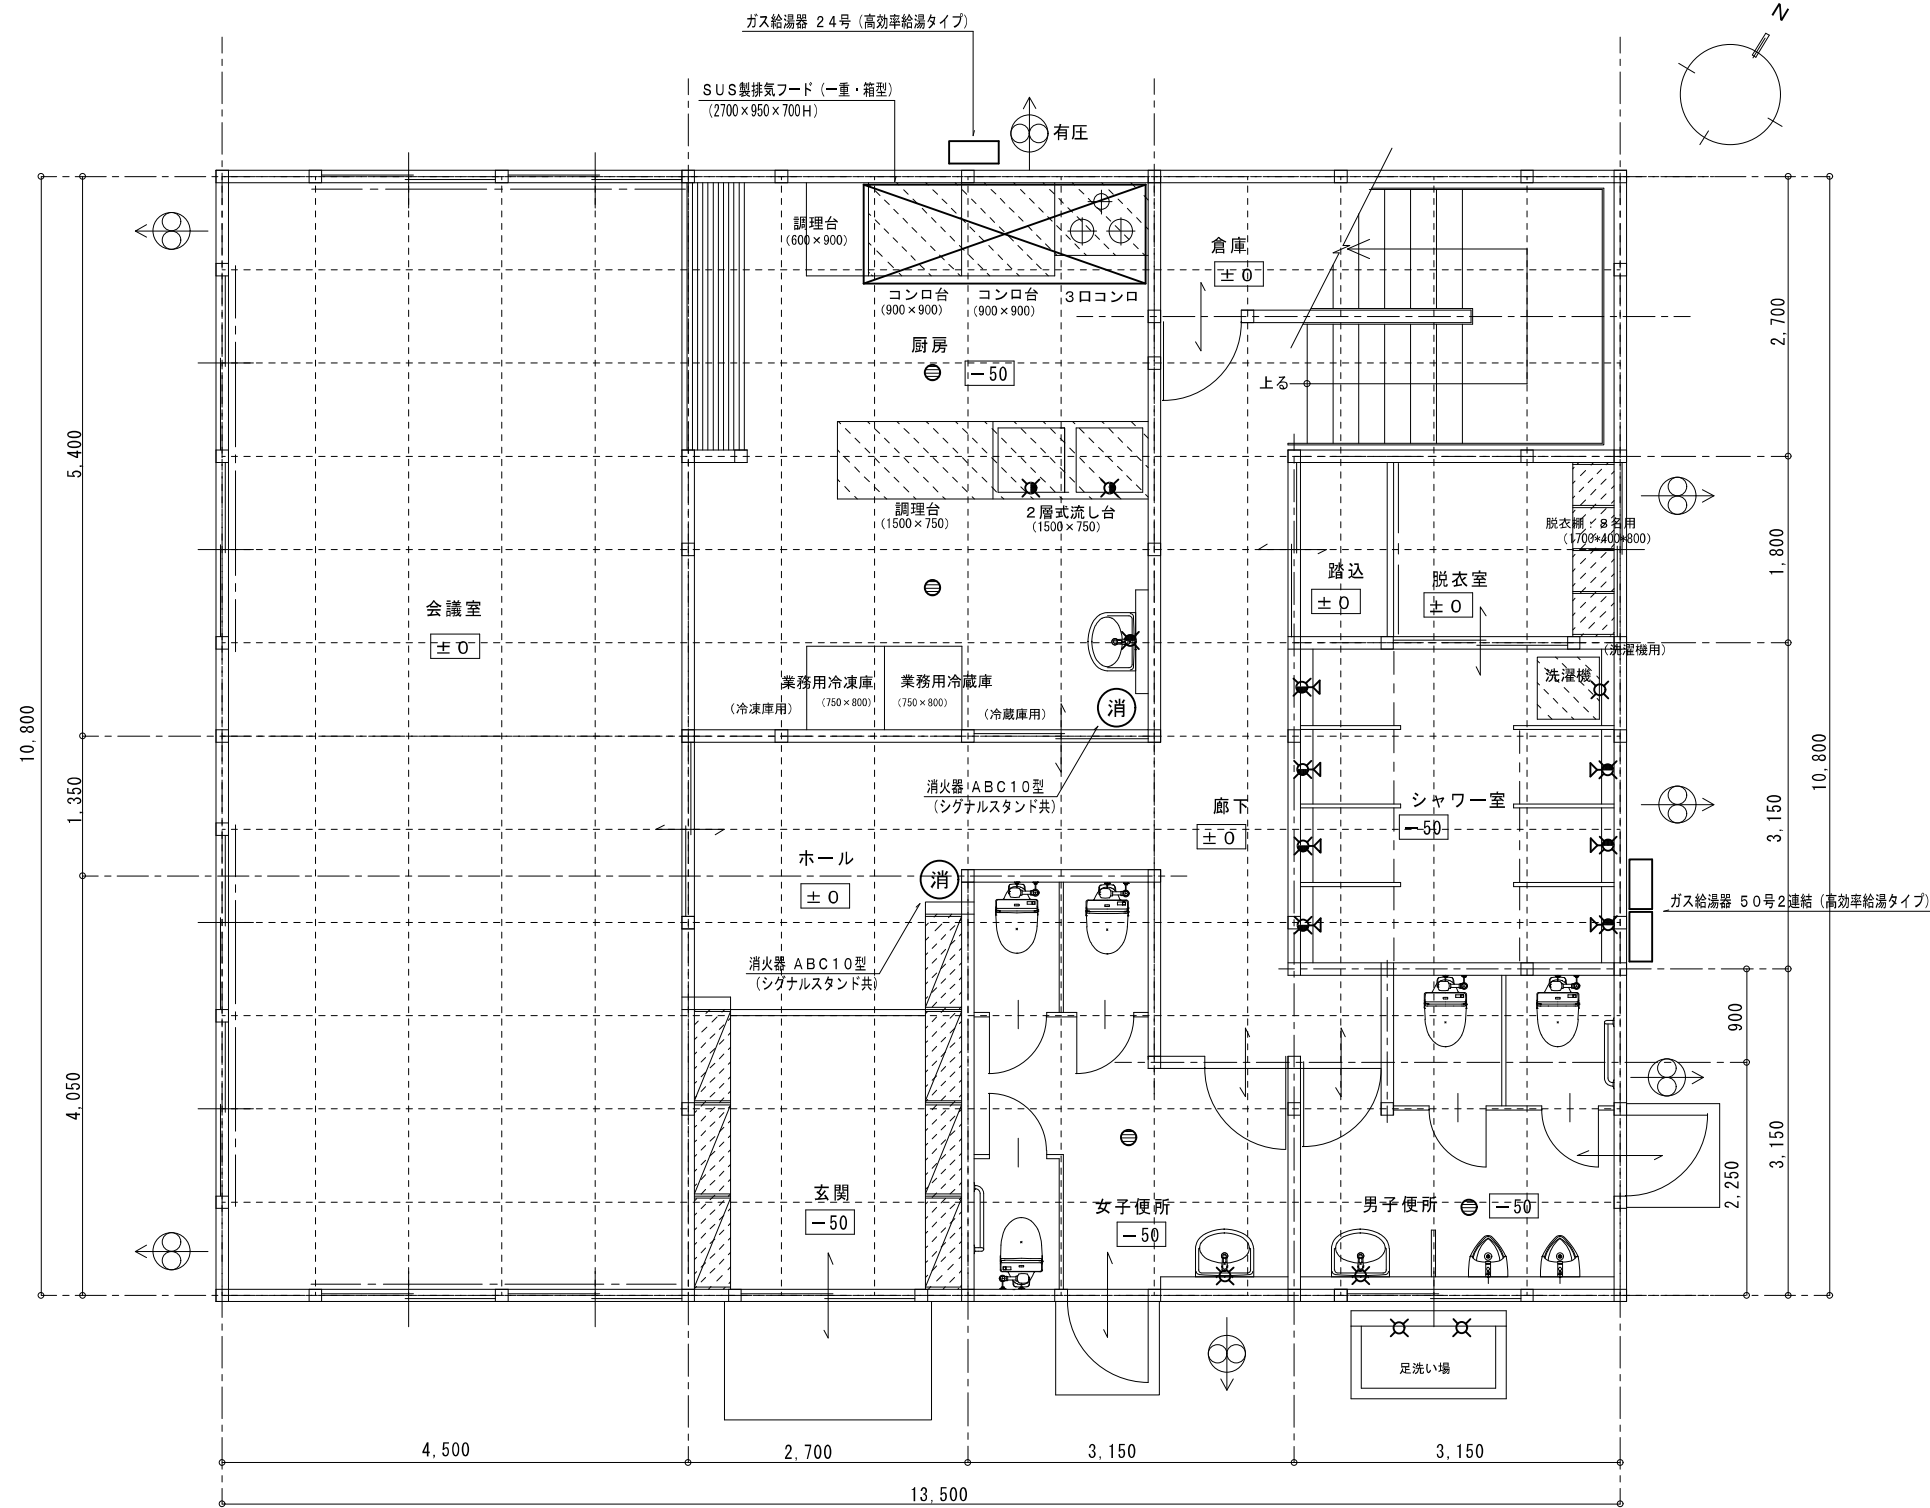 ガス給湯器 24号（高効率給湯タイプ）
N
SUS製排気フード（一重・箱型）
（2700×950×700H）
有圧
調理台
（600×900）
倉庫
±0
コンロ台
（900×900）
コンロ台
（900×900）
3口コンロ
厨房
－50
上る
2,700
5,400
調理台
（1500×750）
2層式流し台
（1500×750）
脱衣棚：8名用
（1700*400*800）
1,800
踏込
±0
脱衣室
±0
会議室
±0
（洗濯機用）
洗濯機
業務用冷凍庫
（750×800）
業務用冷蔵庫
（750×800）
（冷凍庫用）
（冷蔵庫用）
消
10,800
1,350
10,800
消火器 ABC10型
（シグナルスタンド共）
廊下
±0
シャワー室
－50
3,150
ホール
±0
消
ガス給湯器 50号2連結（高効率給湯タイプ）
消火器 ABC10型
（シグナルスタンド共）
900
4,050
3,150
2,250
玄関
－50
女子便所
－50
男子便所
－50
足洗い場
4,500
2,700
3,150
3,150
13,500